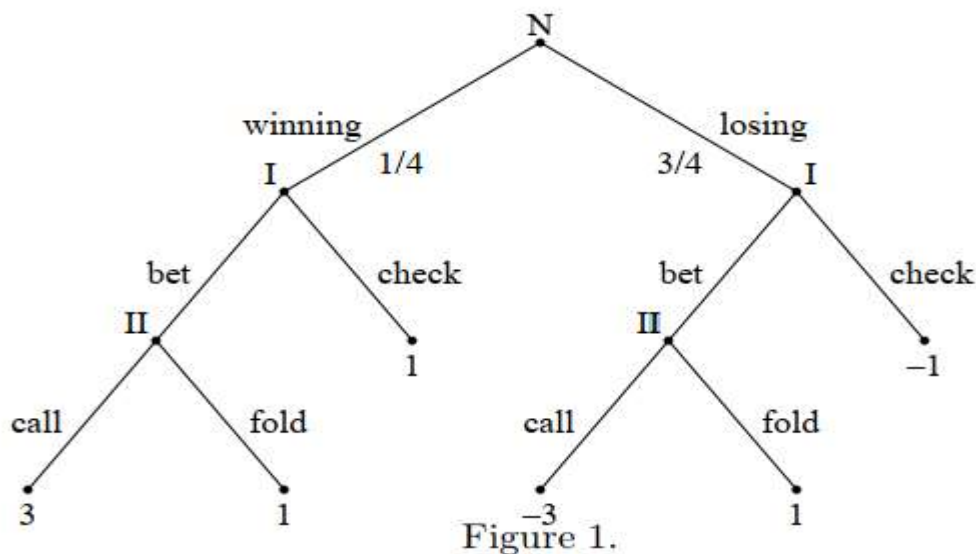 N
winning losing
1/4 3/4
I I
bet check bet check
II II
1 −1
call fold call fold
3 1 −3 1
Figure 1.